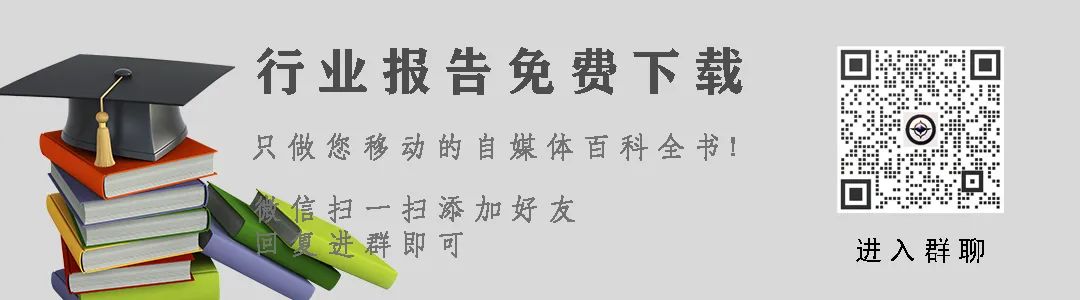 行业报告免费下载
只做您移动的自媒体百科全书!
微信扫一扫添加好友
回复进群即可
进入群聊